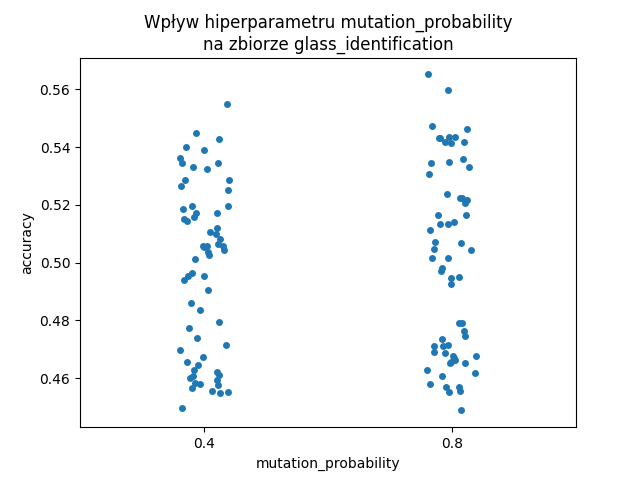 Wpływ hiperparametru mutation_probability
na zbiorze glass_identification
0.56
0.54
0.52
0.50
0.48
0.46
accuracy
0.4
0.8
mutation_probability